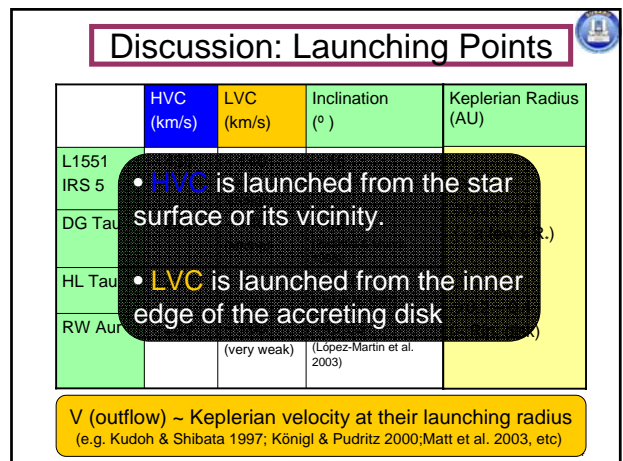 Discussion: Launching Points
HVC (km/s)
LVC (km/s)
Inclination (º )
Keplerian Radius (AU)
L1551 IRS 5
DG Tau
HL Tau
RW Aur
• HVC is launched from the star
surface or its vicinity.
• LVC is launched from the inner
edge of the accreting disk
(very weak)
(López-Martin et al.
2003)
V (outflow) ~ Keplerian velocity at their launching radius
(e.g. Kudoh & Shibata 1997; Königl & Pudritz 2000;Matt et al. 2003, etc)